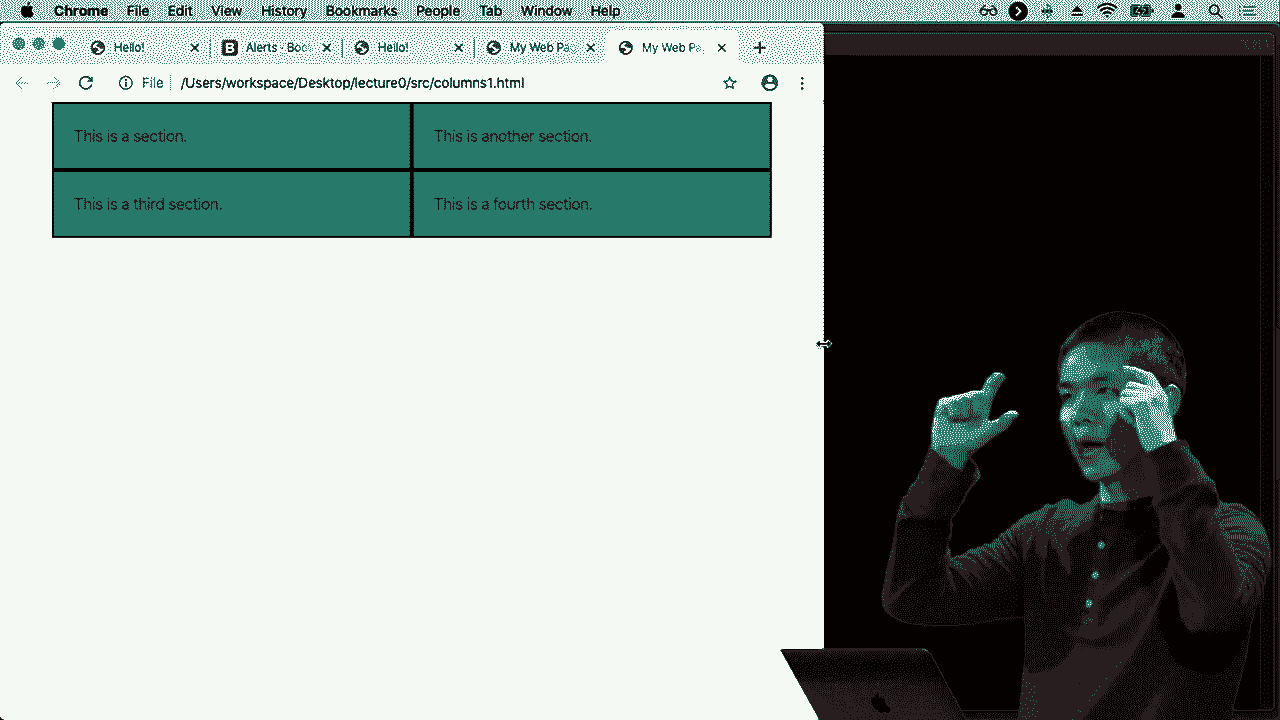 Chrome File Edit View History Bookmarks People Tab Window Help
Hello! Alerts · Boo Hello! My Web Pa My Web Pa
File /Users/workspace/Desktop/lecture0/src/columns1.html
This is a section. This is another section.
This is a third section. This is a fourth section.